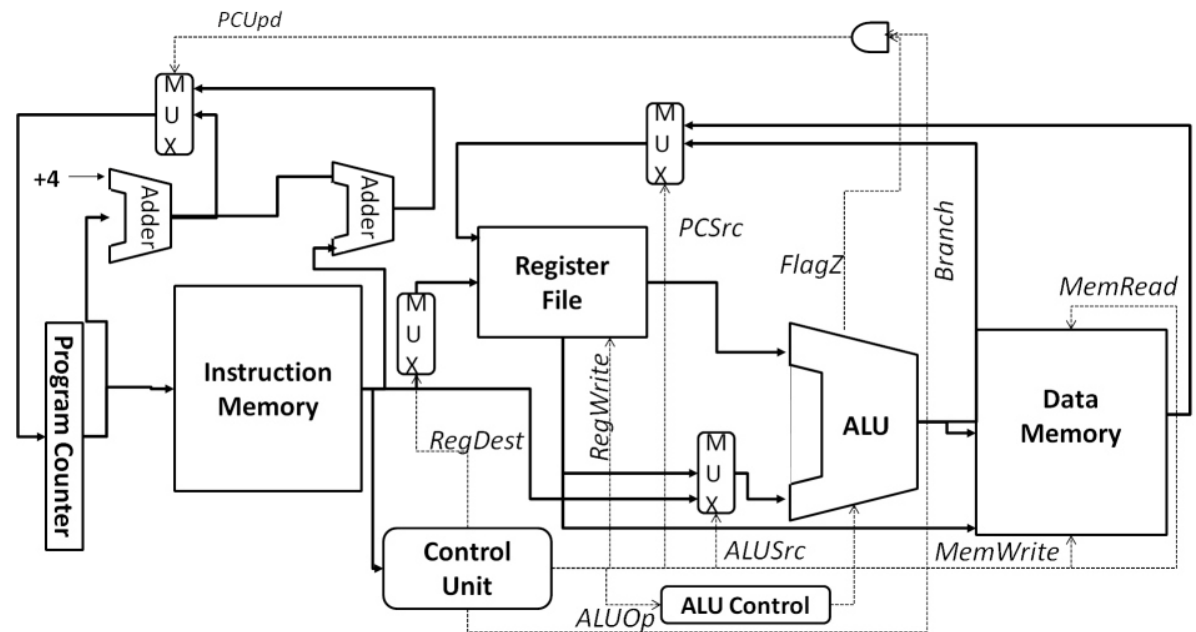 PCUpd
M
U
X
M
U
X
+4
Adder
Adder
PCSrc
FlagZ
Branch
MemRead
Register
File
M
U
X
Program Counter
Instruction
Memory
RegDest
RegWrite
M
U
X
ALU
Data
Memory
Control
Unit
ALUSrc
MemWrite
ALUOp
ALU Control